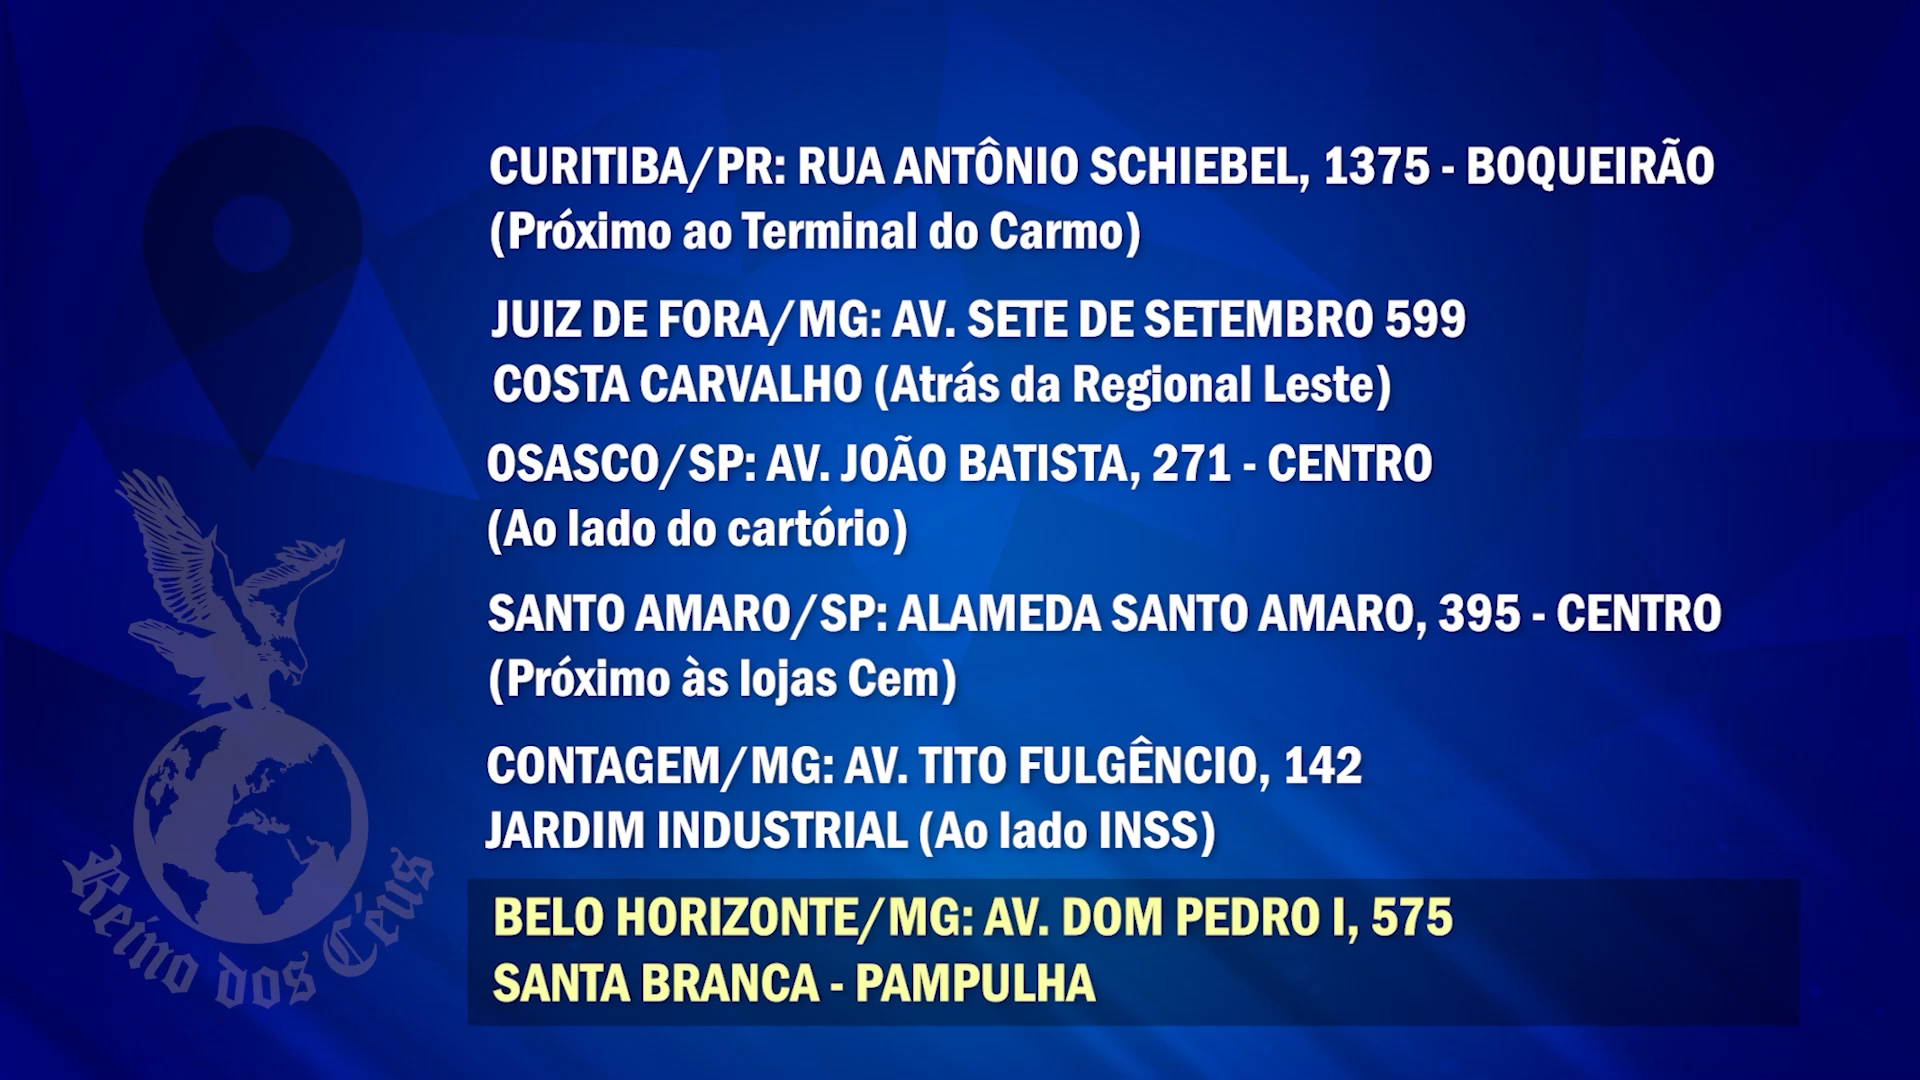 CURITIBA/PR: RUA ANTÔNIO SCHIEBEL, 1375 - BOQUEIRÃO
(Próximo ao Terminal do Carmo)
JUIZ DE FORA/MG: AV. SETE DE SETEMBRO 599
COSTA CARVALHO (Atrás da Regional Leste)
OSASCO/SP: AV. JOÃO BATISTA, 271 - CENTRO
(Ao lado do cartório)
SANTO AMARO/SP: ALAMEDA SANTO AMARO, 395 - CENTRO
(Próximo às lojas Cem)
CONTAGEM/MG: AV. TITO FULGÊNCIO, 142
JARDIM INDUSTRIAL (Ao lado INSS)
BELO HORIZONTE/MG: AV. DOM PEDRO I, 575
SANTA BRANCA - PAMPULHA
Reino dos Céus